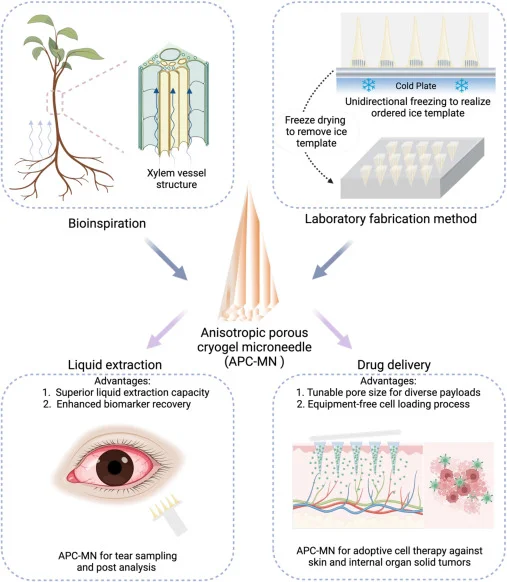 Xylem vessel
structure
Bioinspiration
Cold Plate
Unidirectional freezing to realize
ordered ice template
Freeze drying
to remove ice
template
Laboratory fabrication method
Anisotropic porous
cryogel microneedle
(APC-MN )
Liquid extraction
Advantages:
1. Superior liquid extraction capacity
2. Enhanced biomarker recovery
APC-MN for tear sampling
and post analysis
Drug delivery
Advantages:
1. Tunable pore size for diverse payloads
2. Equipment-free cell loading process
APC-MN for adoptive cell therapy against
skin and internal organ solid tumors